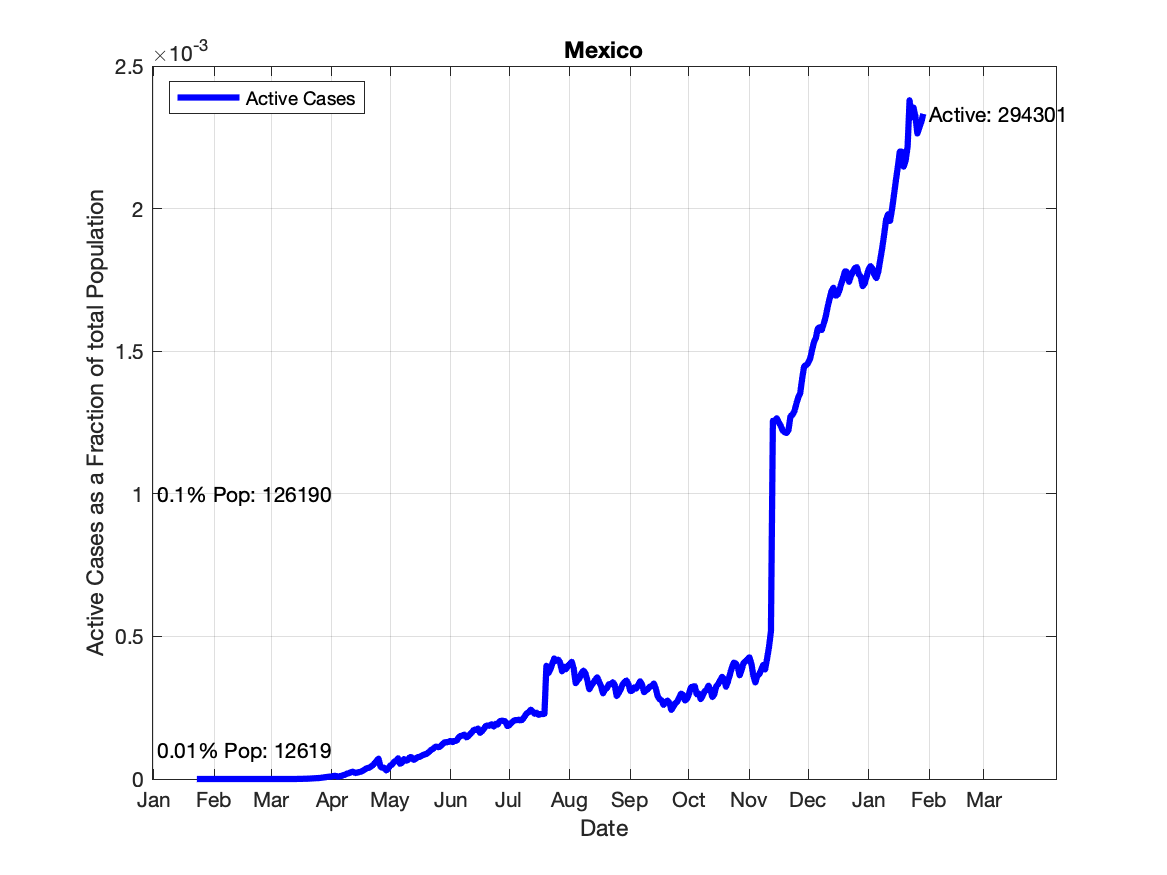 Mexico
×10-3
2.5
2
1.5
1
0.5
0
Active Cases
Active: 294301
0.1% Pop: 126190
0.01% Pop: 12619
Active Cases as a Fraction of total Population
Jan Feb Mar Apr May Jun Jul Aug Sep Oct Nov Dec Jan Feb Mar
Date